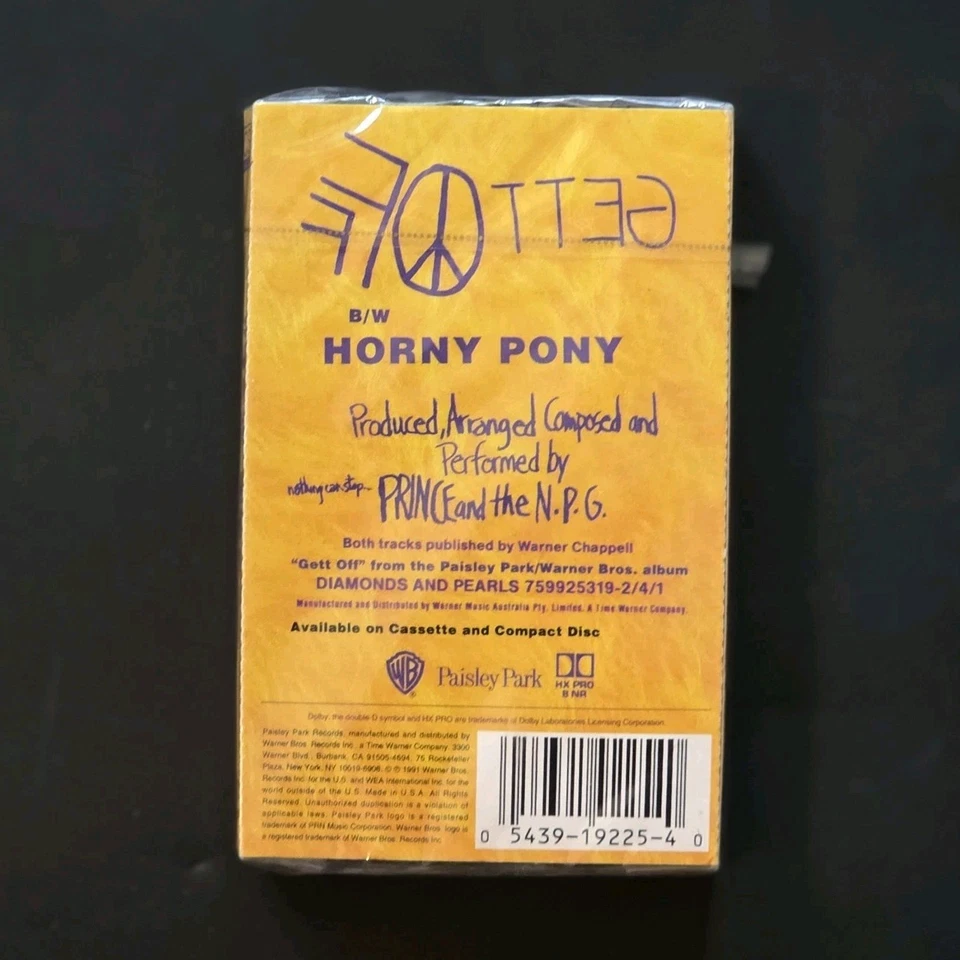 GETT OFF
B/W
HORNY PONY
Produced, Arranged Composed and
Performed by
nothing can stop...
PRINCE and the N.P.G.
Both tracks published by Warner Chappell
"Gett Off" from the Paisley Park/Warner Bros. album
DIAMONDS AND PEARLS 759925319-2/4/1
Manufactured and Distributed by Warner Music Australia Pty. Limited. A Time Warner Company.
Available on Cassette and Compact Disc
WB
Paisley Park
HX PRO
B NR
Dolby, the double-D symbol and HX PRO are trademarks of Dolby Laboratories Licensing Corporation.
Paisley Park Records, manufactured and distributed by
Warner Bros. Records Inc., a Time Warner Company. 3300
Warner Blvd., Burbank, CA 91505-4694. 75 Rockefeller
Plaza, New York, NY 10019-6908. © ℗ 1991 Warner Bros.
Records Inc. for the U.S. and WEA International Inc. for the
world outside of the U.S. Made in U.S.A. All Rights
Reserved. Unauthorized duplication is a violation of
applicable laws. Paisley Park logo is a registered
trademark of PRN Music Corporation. Warner Bros. logo is
a registered trademark of Warner Bros. Records Inc.
0 5439-19225-4 0